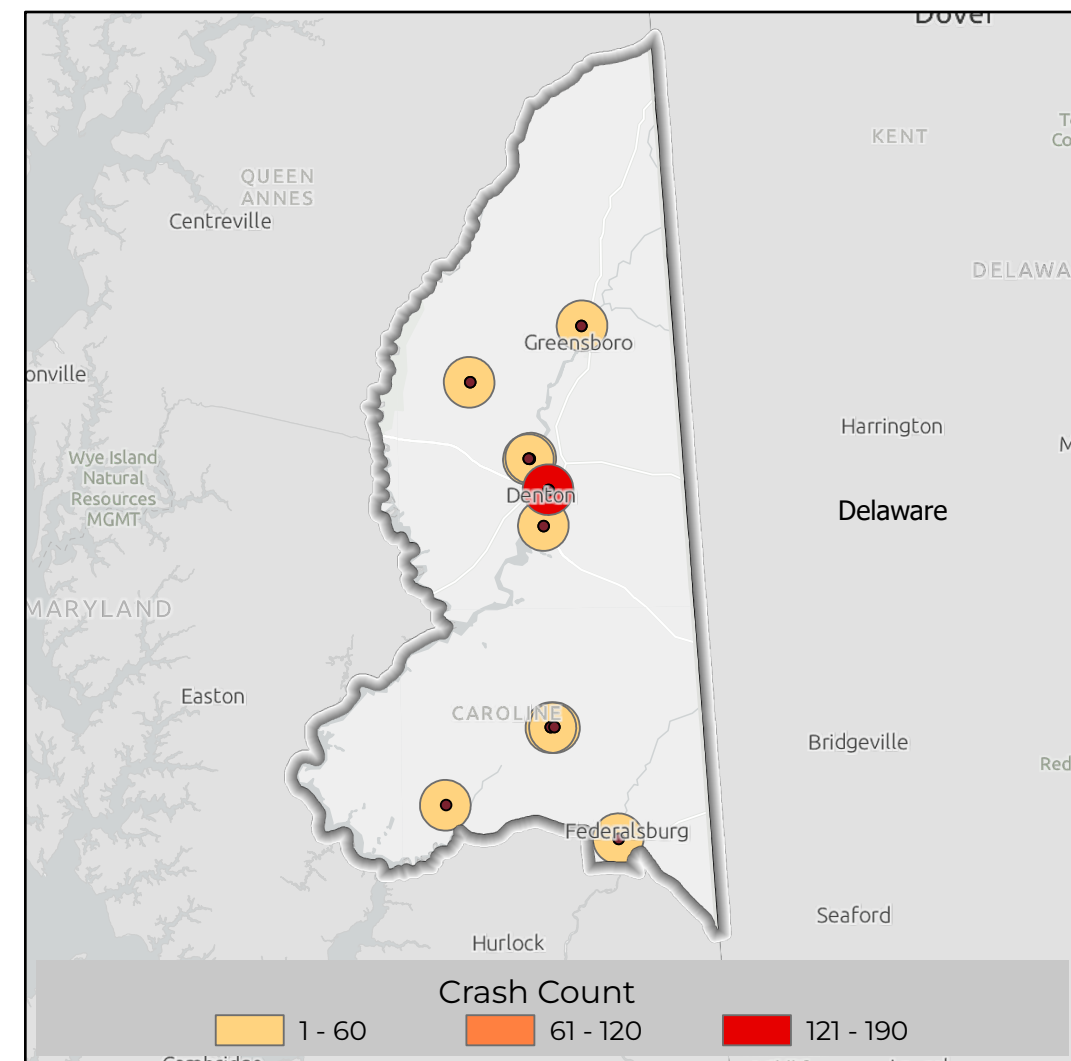 Dover
KENT
QUEEN
ANNES
Centreville
DELAWA
Greensboro
onville
Harrington
Wye Island
Natural
Resources
MGMT
Denton
Delaware
MARYLAND
Easton
CAROLINE
Bridgeville
Red
Federalsburg
Seaford
Hurlock
Crash Count
1 - 60
61 - 120
121 - 190